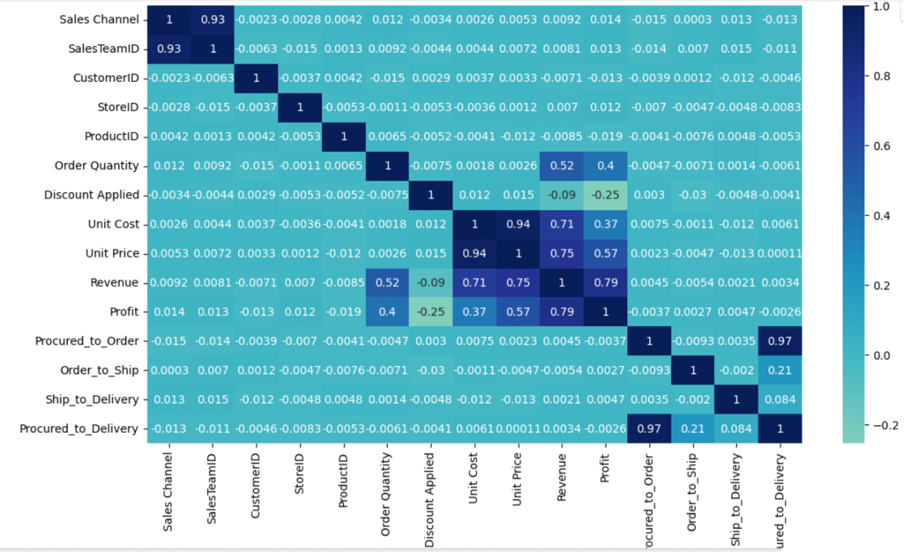 Sales Channel 1 0.93 -0.0023 -0.0028 0.0042 0.012 -0.0034 0.0026 0.0053 0.0092 0.014 -0.015 0.0003 0.013 -0.013 1.0
SalesTeamID 0.93 1 -0.0063 -0.015 0.0013 0.0092 -0.0044 0.0044 0.0072 0.0081 0.013 -0.014 0.007 0.015 -0.011
CustomerID -0.0023 -0.0063 1 -0.0037 0.0042 -0.015 0.0029 0.0037 0.0033 -0.0071 -0.013 -0.0039 0.0012 -0.012 -0.0046 0.8
StoreID -0.0028 -0.015 -0.0037 1 -0.0053 -0.0011 -0.0053 -0.0036 0.0012 0.007 0.012 -0.007 -0.0047 -0.0048 -0.0083
ProductID 0.0042 0.0013 0.0042 -0.0053 1 0.0065 -0.0052 -0.0041 -0.012 -0.0085 -0.019 -0.0041 -0.0076 0.0048 -0.0053 0.6
Order Quantity 0.012 0.0092 -0.015 -0.0011 0.0065 1 -0.0075 0.0018 0.0026 0.52 0.4 -0.0047 -0.0071 0.0014 -0.0061
Discount Applied -0.0034 -0.0044 0.0029 -0.0053 -0.0052 -0.0075 1 0.012 0.015 -0.09 -0.25 0.003 -0.03 -0.0048 -0.0041
Unit Cost 0.0026 0.0044 0.0037 -0.0036 -0.0041 0.0018 0.012 1 0.94 0.71 0.37 0.0075 -0.0011 -0.012 0.0061 0.4
Unit Price 0.0053 0.0072 0.0033 0.0012 -0.012 0.0026 0.015 0.94 1 0.75 0.57 0.0023 -0.0047 -0.013 0.00011
Revenue 0.0092 0.0081 -0.0071 0.007 -0.0085 0.52 -0.09 0.71 0.75 1 0.79 0.0045 -0.0054 0.0021 0.0034 0.2
Profit 0.014 0.013 -0.013 0.012 -0.019 0.4 -0.25 0.37 0.57 0.79 1 -0.0037 0.0027 0.0047 -0.0026
Procured_to_Order -0.015 -0.014 -0.0039 -0.007 -0.0041 -0.0047 0.003 0.0075 0.0023 0.0045 -0.0037 1 -0.0093 0.0035 0.97 0.0
Order_to_Ship 0.0003 0.007 0.0012 -0.0047 -0.0076 -0.0071 -0.03 -0.0011 -0.0047 -0.0054 0.0027 -0.0093 1 -0.002 0.21
Ship_to_Delivery 0.013 0.015 -0.012 -0.0048 0.0048 0.0014 -0.0048 -0.012 -0.013 0.0021 0.0047 0.0035 -0.002 1 0.084
Procured_to_Delivery -0.013 -0.011 -0.0046 -0.0083 -0.0053 -0.0061 -0.0041 0.0061 0.00011 0.0034 -0.0026 0.97 0.21 0.084 1 −0.2
Sales Channel
SalesTeamID
CustomerID
StoreID
ProductID
Order Quantity
Discount Applied
Unit Cost
Unit Price
Revenue
Profit
ocured_to_Order
Order_to_Ship
Ship_to_Delivery
ured_to_Delivery